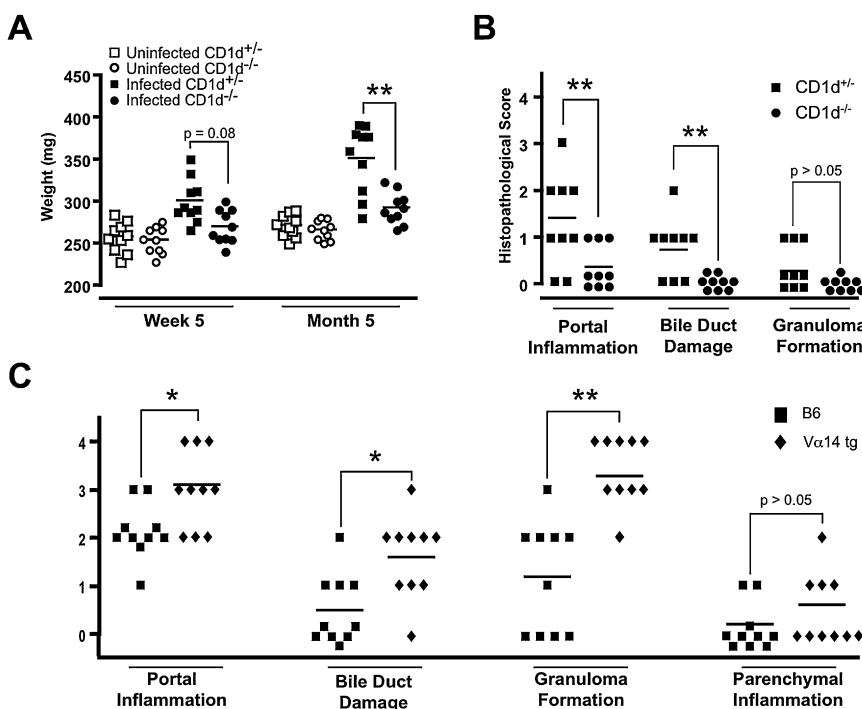 A
Uninfected CD1d+/-
Uninfected CD1d-/-
Infected CD1d+/-
Infected CD1d-/-
450
400
350
300
250
200
Weight (mg)
p = 0.08
**
Week 5
Month 5
B
CD1d+/-
CD1d-/-
4
3
2
1
0
Histopathological Score
**
**
p > 0.05
Portal
Inflammation
Bile Duct
Damage
Granuloma
Formation
C
B6
Vα14 tg
4
3
2
1
0
*
*
**
p > 0.05
Portal
Inflammation
Bile Duct
Damage
Granuloma
Formation
Parenchymal
Inflammation